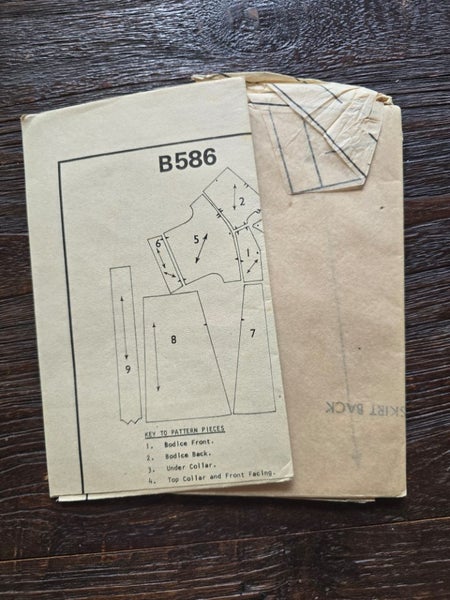 B586
2
5
6
1
8
7
9
KEY TO PATTERN PIECES
1. Bodice Front.
2. Bodice Back.
3. Under Collar.
4. Top Collar and Front Facing.
SKIRT BACK